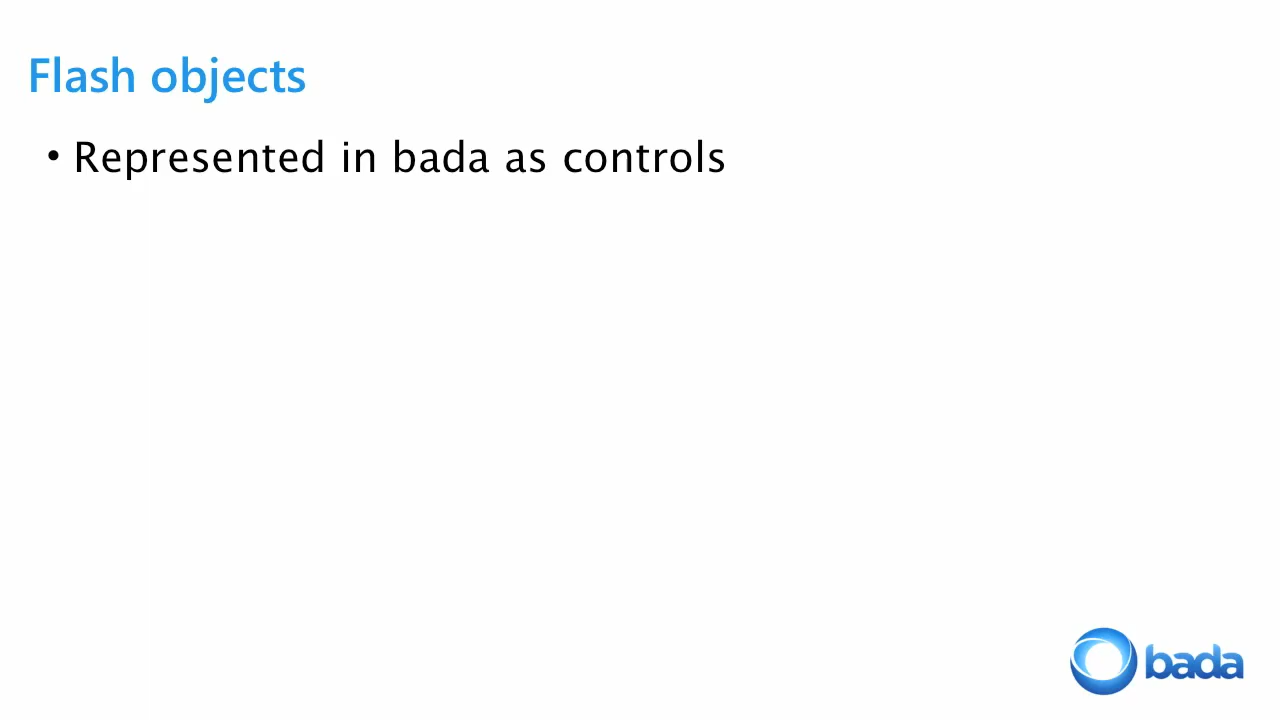 Flash objects
• Represented in bada as controls
bada